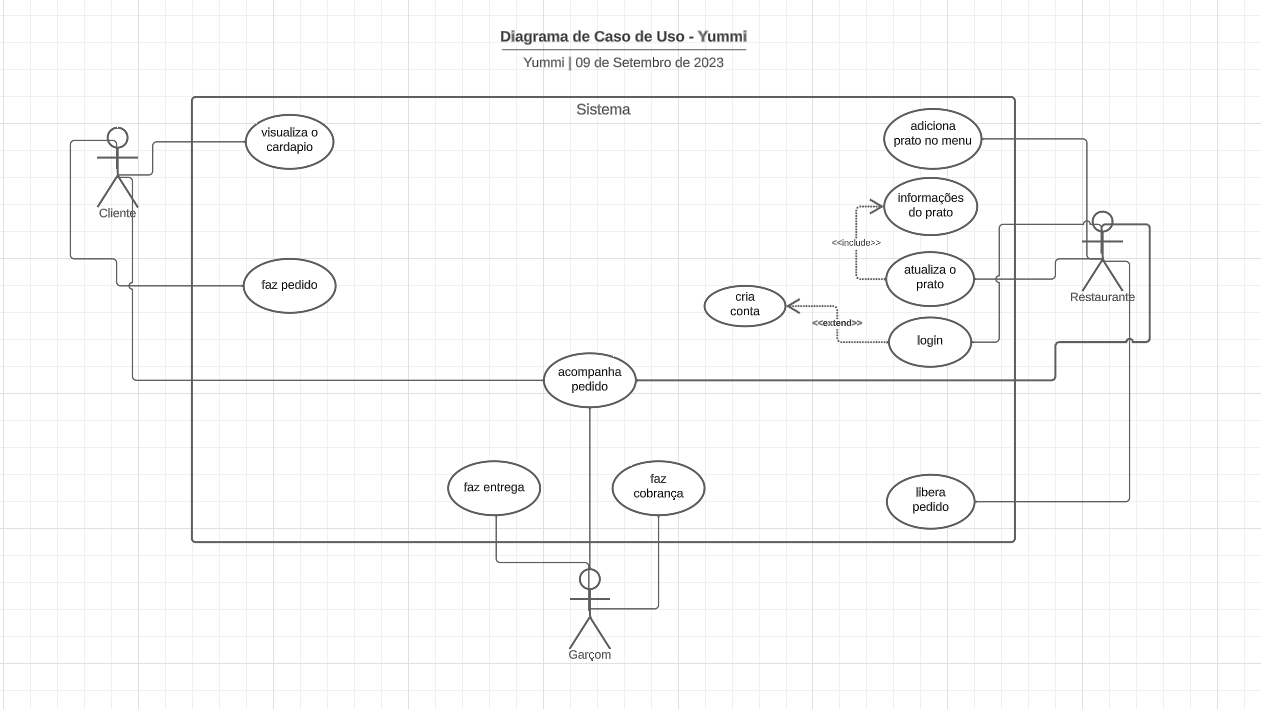 Diagrama de Caso de Uso - Yummi
Yummi | 09 de Setembro de 2023
Sistema
visualiza o
cardapio
adiciona
prato no menu
informações
do prato
Cliente
<<include>>
atualiza o
prato
Restaurante
faz pedido
cria
conta
<<extend>>
login
acompanha
pedido
faz entrega
faz
cobrança
libera
pedido
Garçom